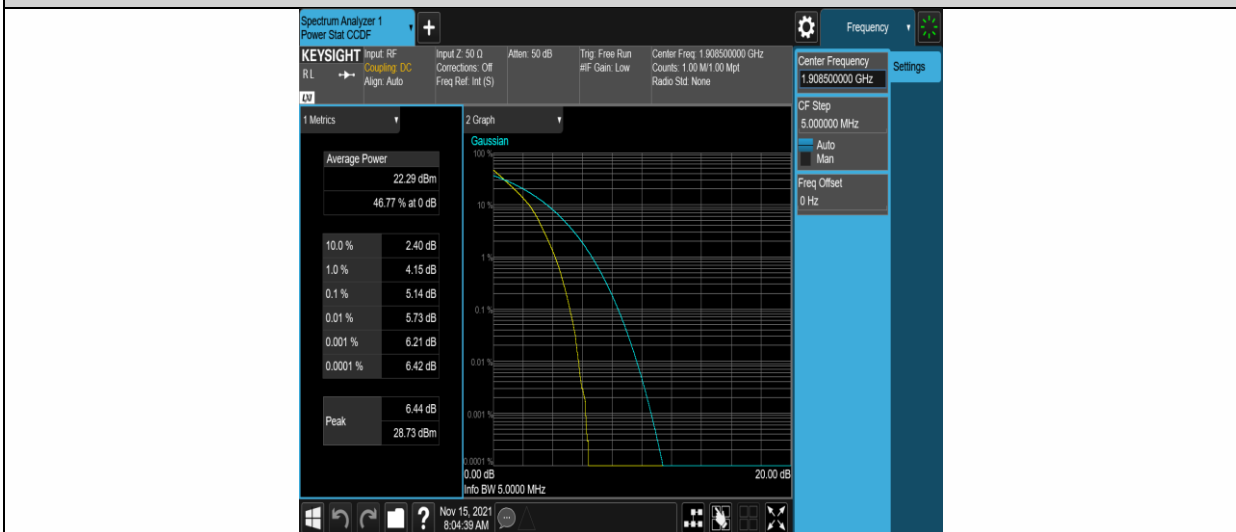 Spectrum Analyzer 1
Power Stat CCDF
+
Frequency
KEYSIGHT
Input: RF
Coupling: DC
Align: Auto
Input Z: 50 Ω
Corrections: Off
Freq Ref: Int (S)
Atten: 50 dB
Trig: Free Run
#IF Gain: Low
Center Freq: 1.908500000 GHz
Counts: 1.00 M/1.00 Mpt
Radio Std: None
RL
LXI
Center Frequency
1.908500000 GHz
Settings
CF Step
5.000000 MHz
Auto
Man
Freq Offset
0 Hz
1 Metrics
Average Power
22.29 dBm
46.77 % at 0 dB
10.0 % 2.40 dB
1.0 % 4.15 dB
0.1 % 5.14 dB
0.01 % 5.73 dB
0.001 % 6.21 dB
0.0001 % 6.42 dB
Peak
6.44 dB
28.73 dBm
2 Graph
Gaussian
100 %
10 %
1 %
0.1 %
0.01 %
0.001 %
0.0001 %
0.00 dB 20.00 dB
Info BW 5.0000 MHz
?
Nov 15, 2021
8:04:39 AM